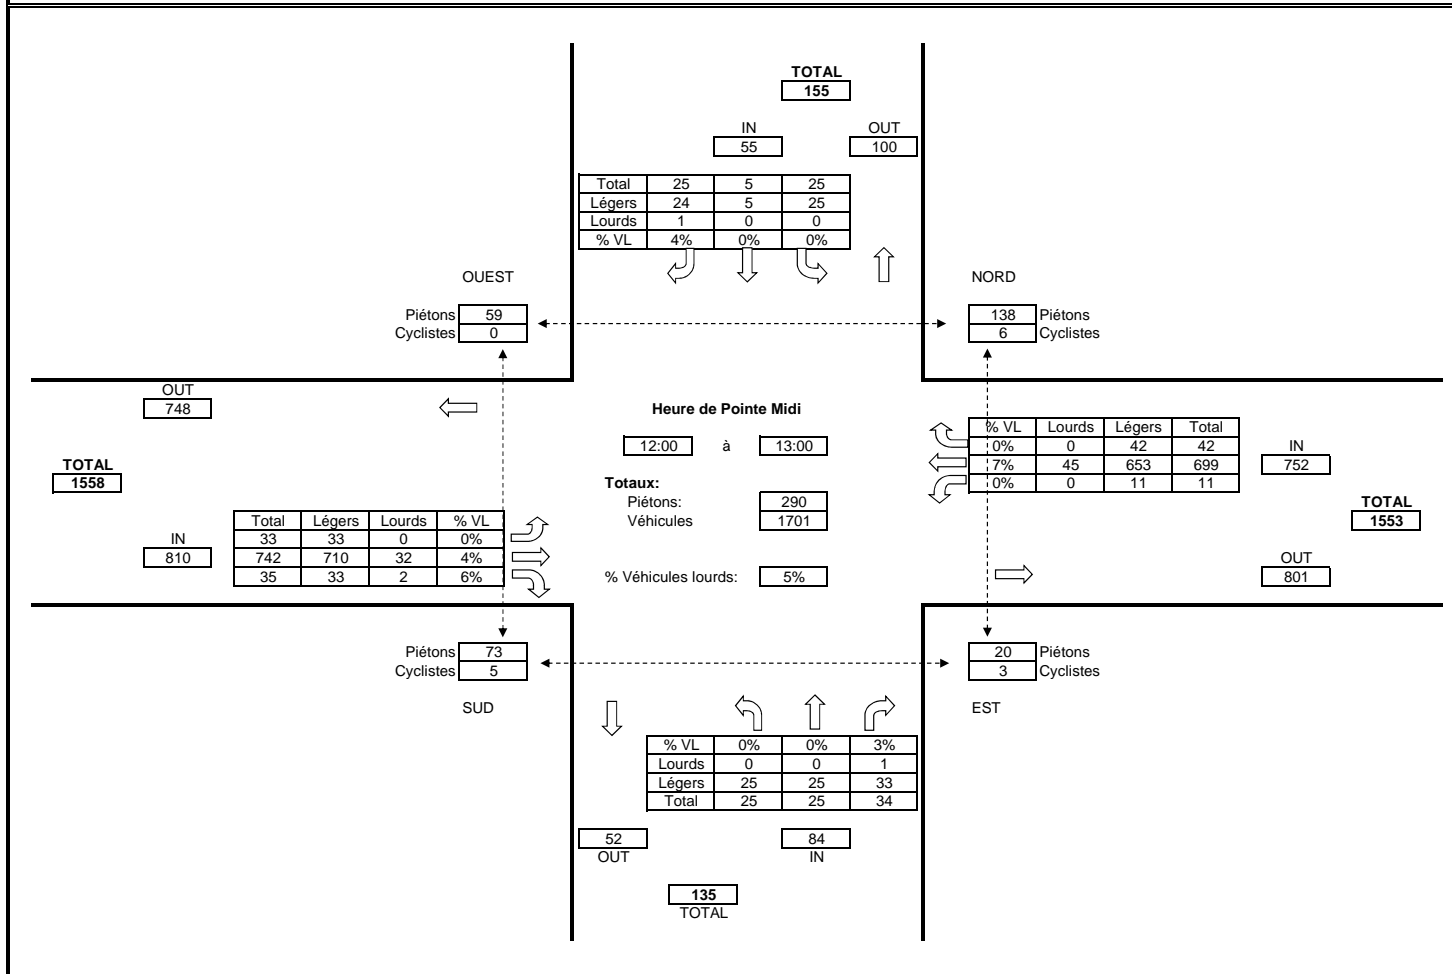 TOTAL
155
IN OUT
55 100
Total 25 5 25
Légers 24 5 25
Lourds 1 0 0
% VL 4% 0% 0%
OUEST NORD
Piétons 59 138 Piétons
Cyclistes 0 6 Cyclistes
OUT
748
Heure de Pointe Midi
12:00 à 13:00
% VL Lourds Légers Total
0% 0 42 42 IN
7% 45 653 699 752
0% 0 11 11
TOTAL
1558
Totaux:
Piétons: 290
Véhicules 1701
TOTAL
1553
Total Légers Lourds % VL
IN 33 33 0 0%
810 742 710 32 4%
35 33 2 6%
% Véhicules lourds: 5%
OUT
801
Piétons 73 20 Piétons
Cyclistes 5 3 Cyclistes
SUD EST
% VL 0% 0% 3%
Lourds 0 0 1
Légers 25 25 33
Total 25 25 34
52 84
OUT IN
135
TOTAL